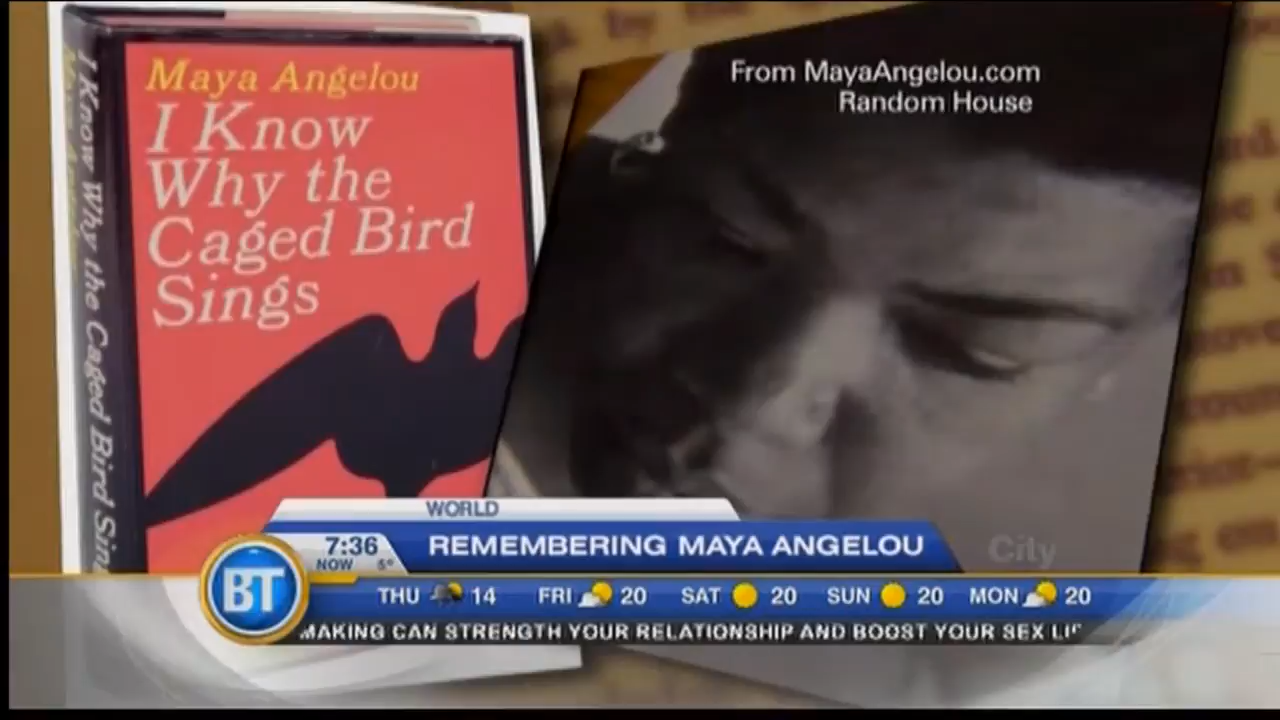 Maya Angelou
I Know
Why the
Caged Bird
Sings
I Know Why the Caged Bird
From MayaAngelou.com
Random House
WORLD
7:36
NOW 5°
REMEMBERING MAYA ANGELOU
City
BT
THU 14 FRI 20 SAT 20 SUN 20 MON 20
MAKING CAN STRENGTH YOUR RELATIONSHIP AND BOOST YOUR SEX